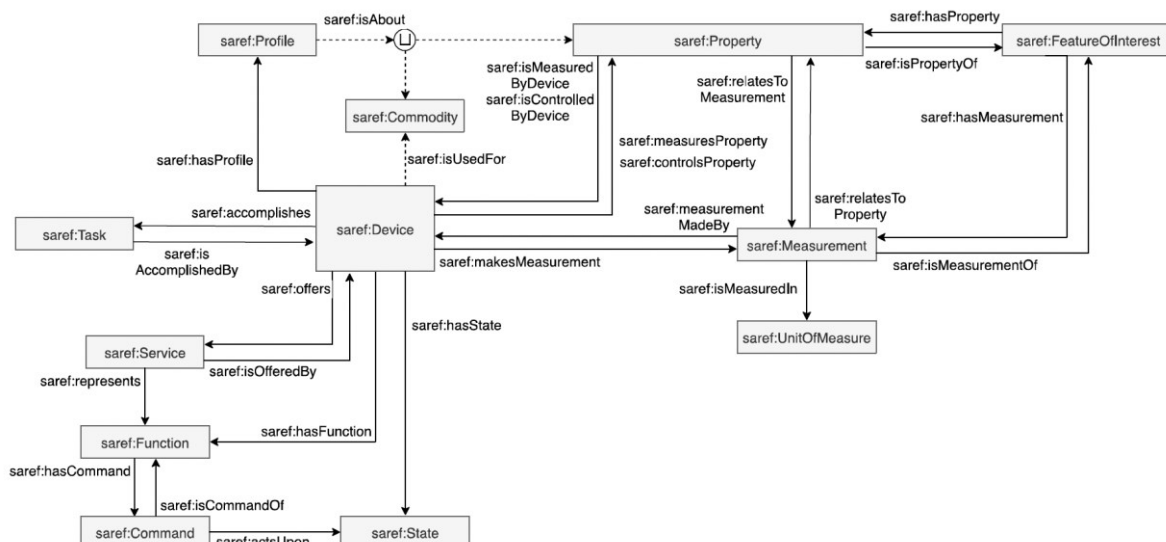 saref:isAbout
saref:hasProperty
saref:Profile
⊔
saref:Property
saref:FeatureOfInterest
saref:isMeasured
ByDevice
saref:isControlled
ByDevice
saref:relatesTo
Measurement
saref:isPropertyOf
saref:Commodity
saref:hasMeasurement
saref:measuresProperty
saref:controlsProperty
saref:hasProfile
saref:isUsedFor
saref:relatesTo
Property
saref:accomplishes
saref:Task
saref:Device
saref:measurement
MadeBy
saref:Measurement
saref:is
AccomplishedBy
saref:makesMeasurement
saref:isMeasurementOf
saref:offers
saref:isMeasuredIn
saref:hasState
saref:UnitOfMeasure
saref:Service
saref:isOfferedBy
saref:represents
saref:hasFunction
saref:Function
saref:hasCommand
saref:isCommandOf
saref:Command
saref:actsUpon
saref:State